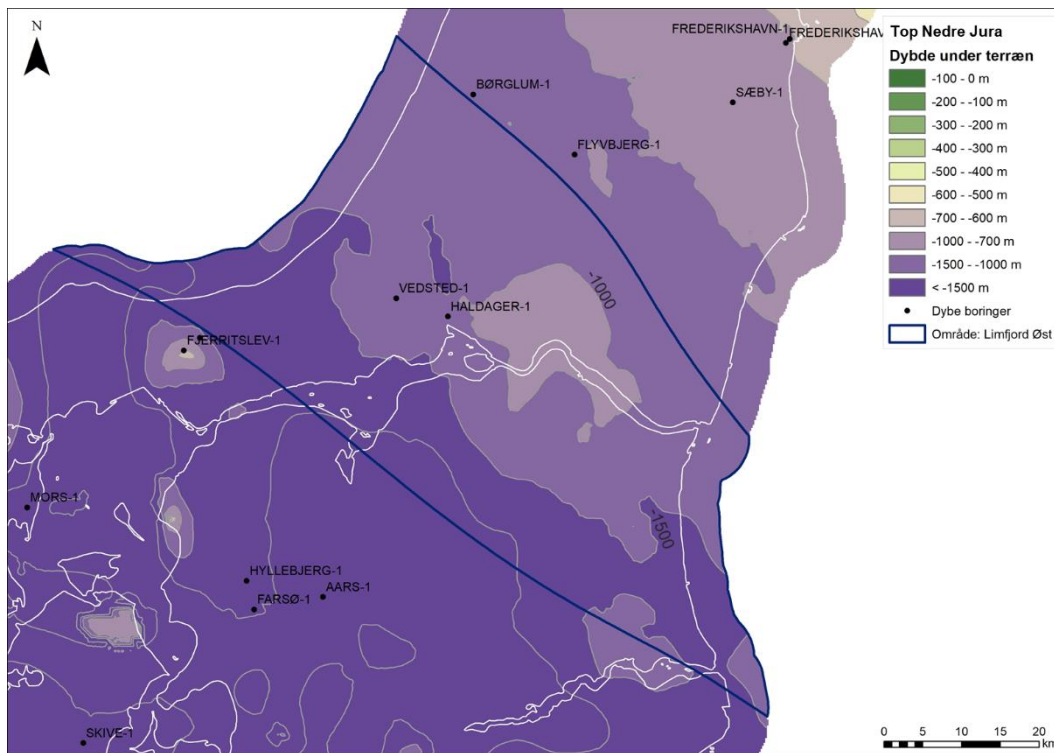 N
FREDERIKSHAVN-1
FREDERIKSHAV
BØRGLUM-1
SÆBY-1
FLYVBJERG-1
-1000
VEDSTED-1
HALDAGER-1
FJERRITSLEV-1
MORS-1
-1500
HYLLEBJERG-1
AARS-1
FARSØ-1
SKIVE-1
Top Nedre Jura
Dybde under terræn
-100 - 0 m
-200 - -100 m
-300 - -200 m
-400 - -300 m
-500 - -400 m
-600 - -500 m
-700 - -600 m
-1000 - -700 m
-1500 - -1000 m
< -1500 m
Dybe boringer
Område: Limfjord Øst
0 5 10 15 20
km